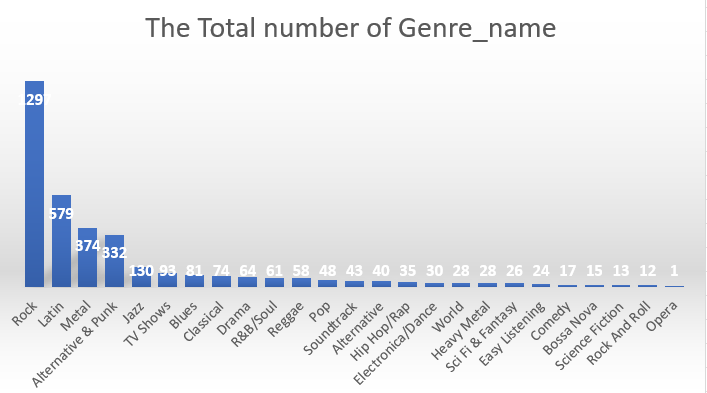 The Total number of Genre_name
1297
579
374
332
130
93
81
74
64
61
58
48
43
40
35
30
28
28
26
24
17
15
13
12
1
Rock
Latin
Metal
Alternative & Punk
Jazz
TV Shows
Blues
Classical
Drama
R&B/Soul
Reggae
Pop
Soundtrack
Alternative
Hip Hop/Rap
Electronica/Dance
World
Heavy Metal
Sci Fi & Fantasy
Easy Listening
Comedy
Bossa Nova
Science Fiction
Rock And Roll
Opera